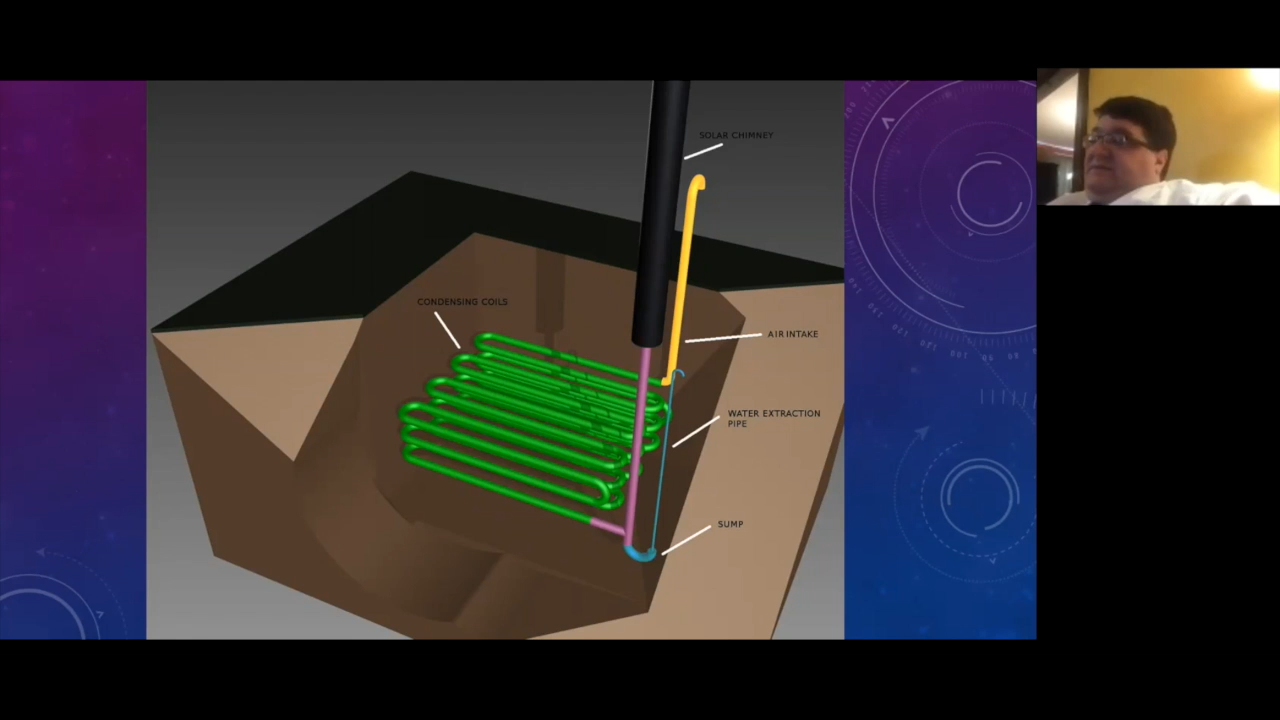 SOLAR CHIMNEY
CONDENSING COILS
AIR INTAKE
WATER EXTRACTION
PIPE
SUMP